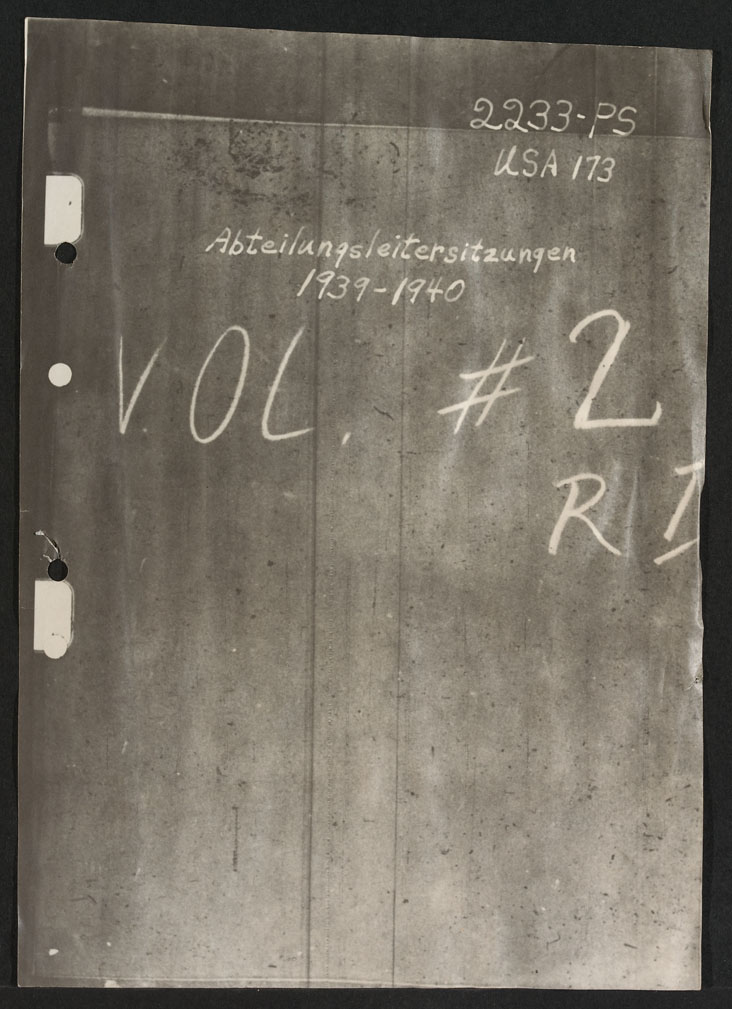 2233-PS
USA 173
Abteilungsleitersitzungen
1939-1940
VOL. # 2
R